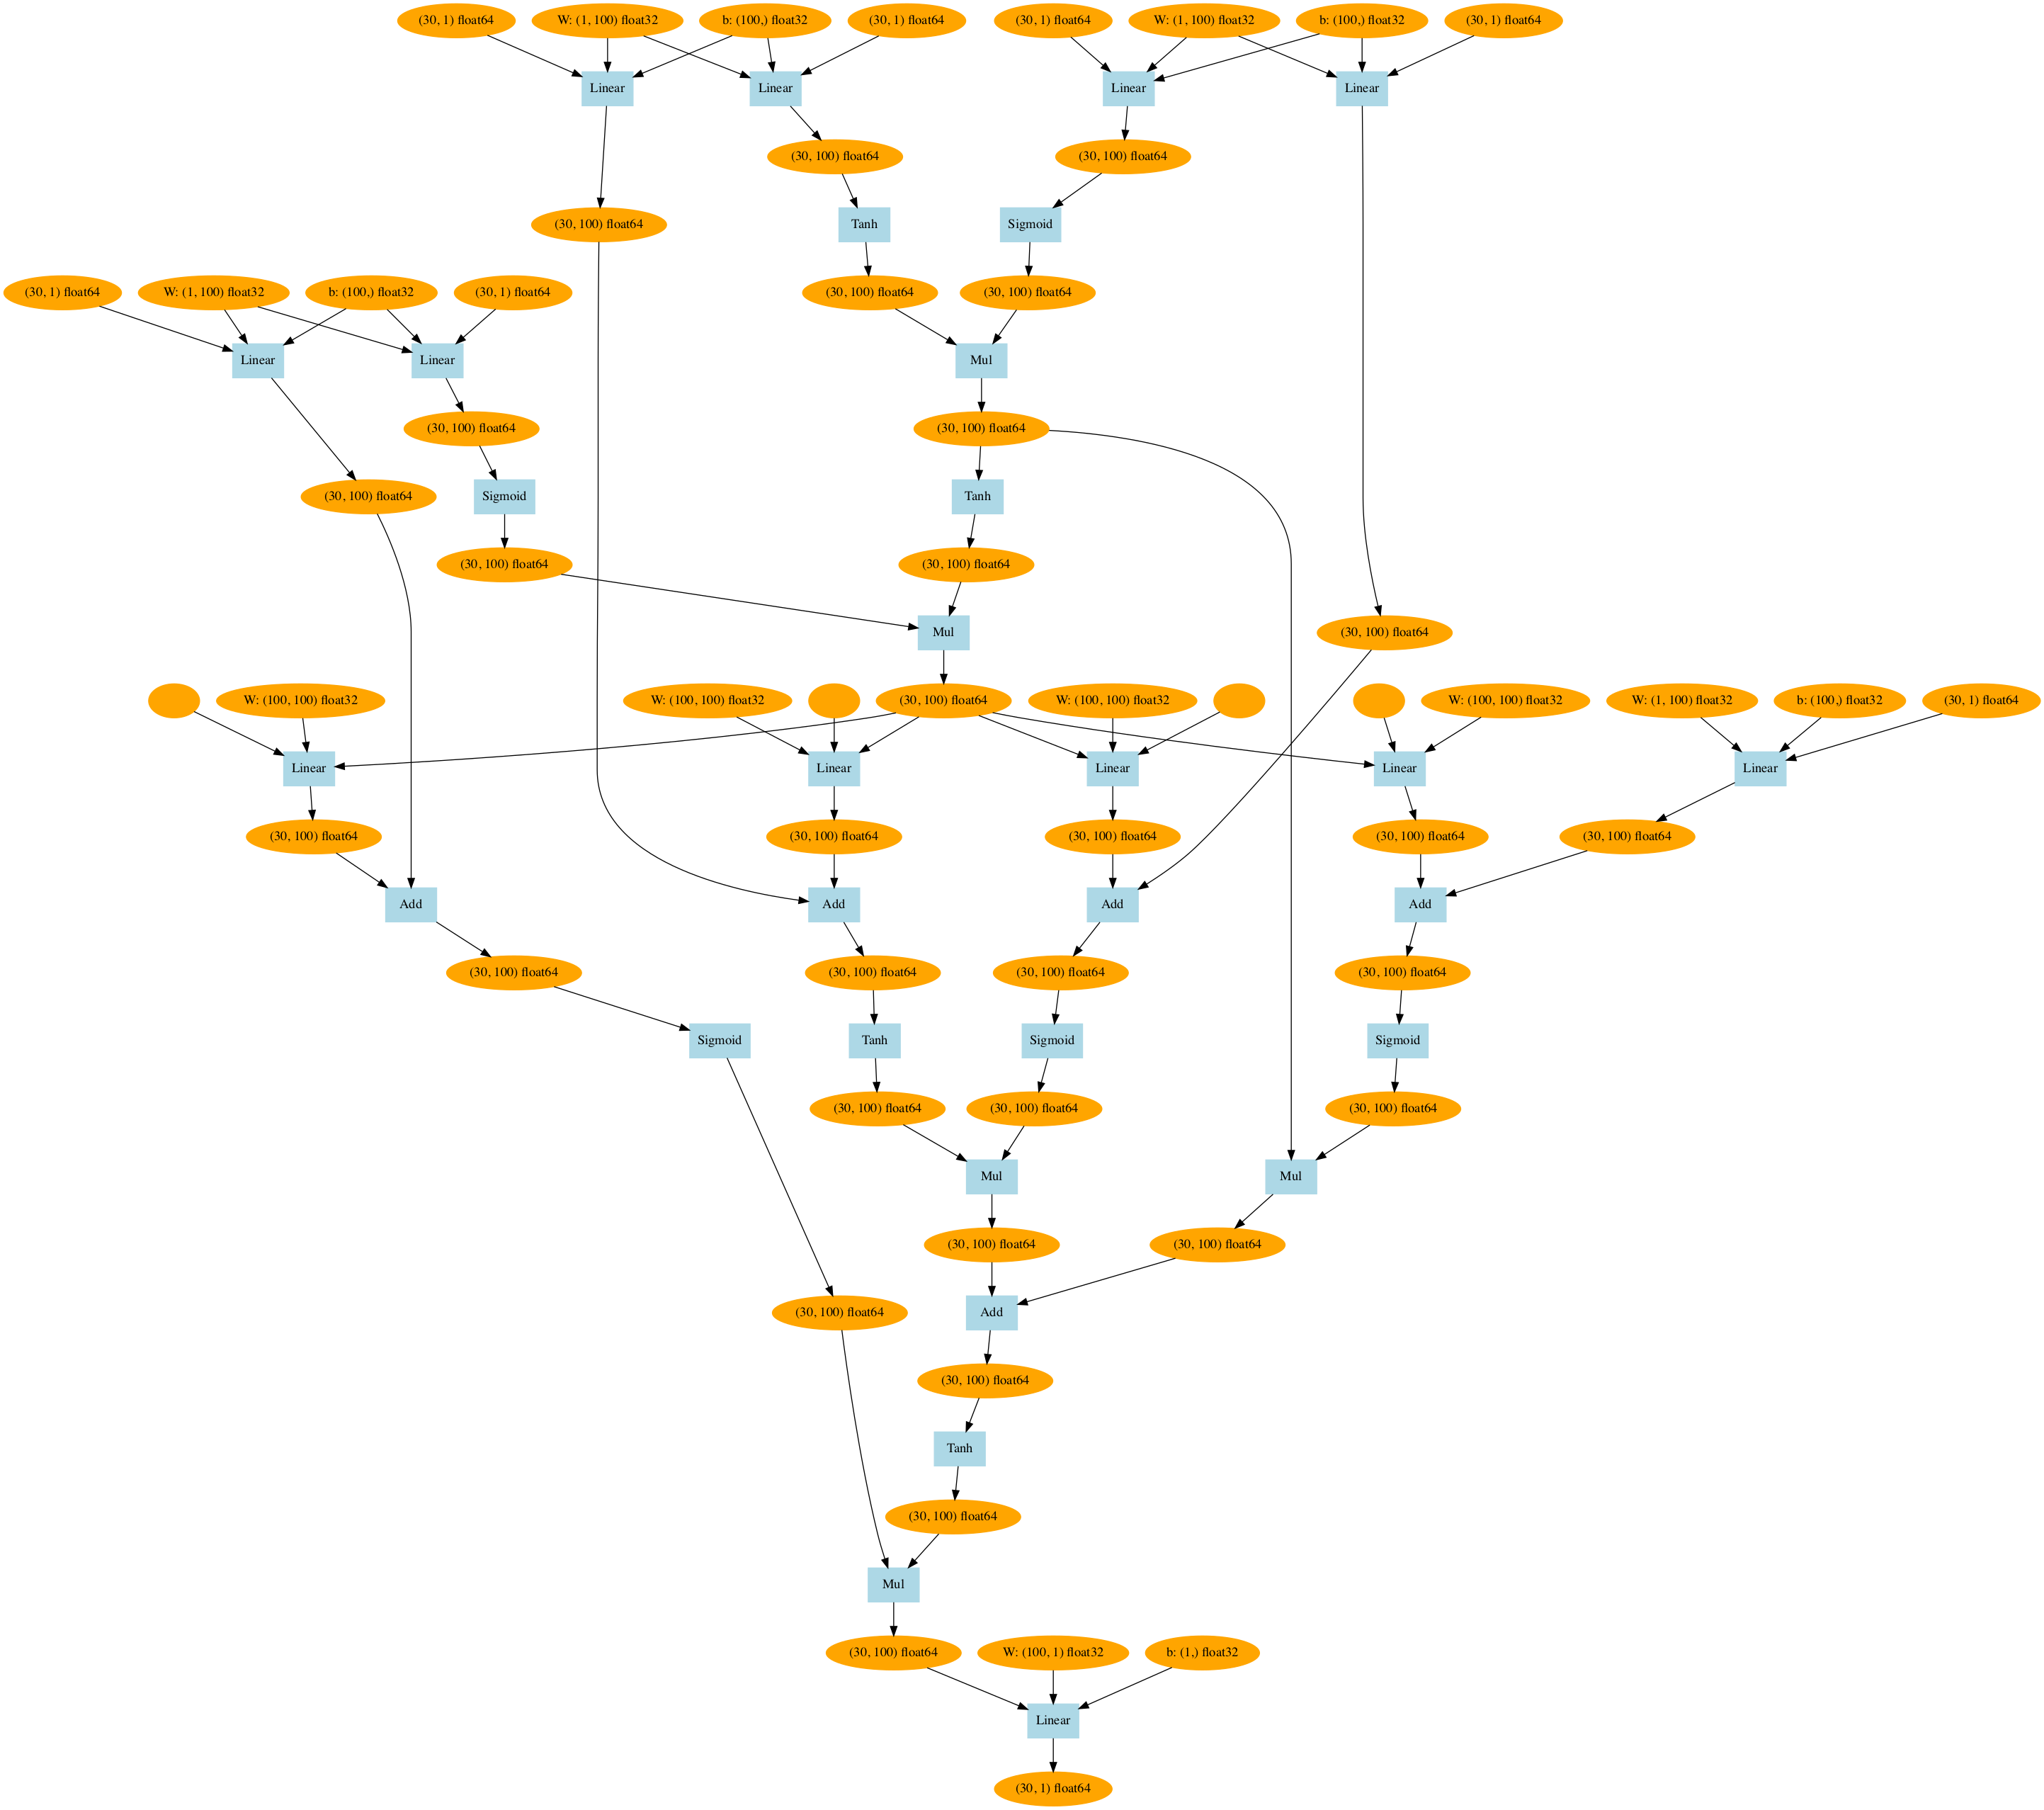 (30, 1) float64
W: (1, 100) float32
b: (100,) float32
(30, 1) float64
(30, 1) float64
W: (1, 100) float32
b: (100,) float32
(30, 1) float64
Linear
Linear
Linear
Linear
(30, 100) float64
(30, 100) float64
(30, 100) float64
Tanh
Sigmoid
(30, 1) float64
W: (1, 100) float32
b: (100,) float32
(30, 1) float64
(30, 100) float64
(30, 100) float64
Linear
Linear
Mul
(30, 100) float64
(30, 100) float64
(30, 100) float64
Sigmoid
Tanh
(30, 100) float64
(30, 100) float64
Mul
(30, 100) float64
W: (100, 100) float32
W: (100, 100) float32
(30, 100) float64
W: (100, 100) float32
W: (100, 100) float32
W: (1, 100) float32
b: (100,) float32
(30, 1) float64
Linear
Linear
Linear
Linear
Linear
(30, 100) float64
(30, 100) float64
(30, 100) float64
(30, 100) float64
(30, 100) float64
Add
Add
Add
Add
(30, 100) float64
(30, 100) float64
(30, 100) float64
(30, 100) float64
Sigmoid
Tanh
Sigmoid
Sigmoid
(30, 100) float64
(30, 100) float64
(30, 100) float64
Mul
Mul
(30, 100) float64
(30, 100) float64
(30, 100) float64
Add
(30, 100) float64
Tanh
(30, 100) float64
Mul
(30, 100) float64
W: (100, 1) float32
b: (1,) float32
Linear
(30, 1) float64